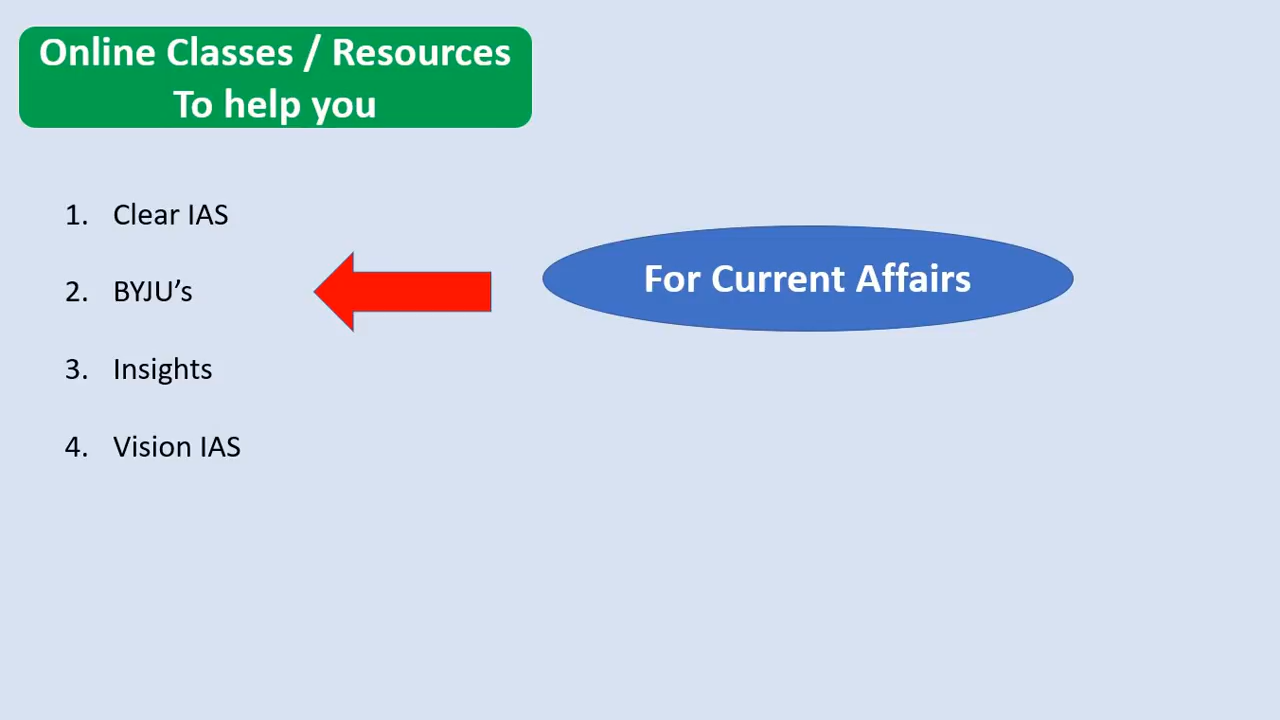 Online Classes / Resources
To help you
1. Clear IAS
2. BYJU’s
For Current Affairs
3. Insights
4. Vision IAS